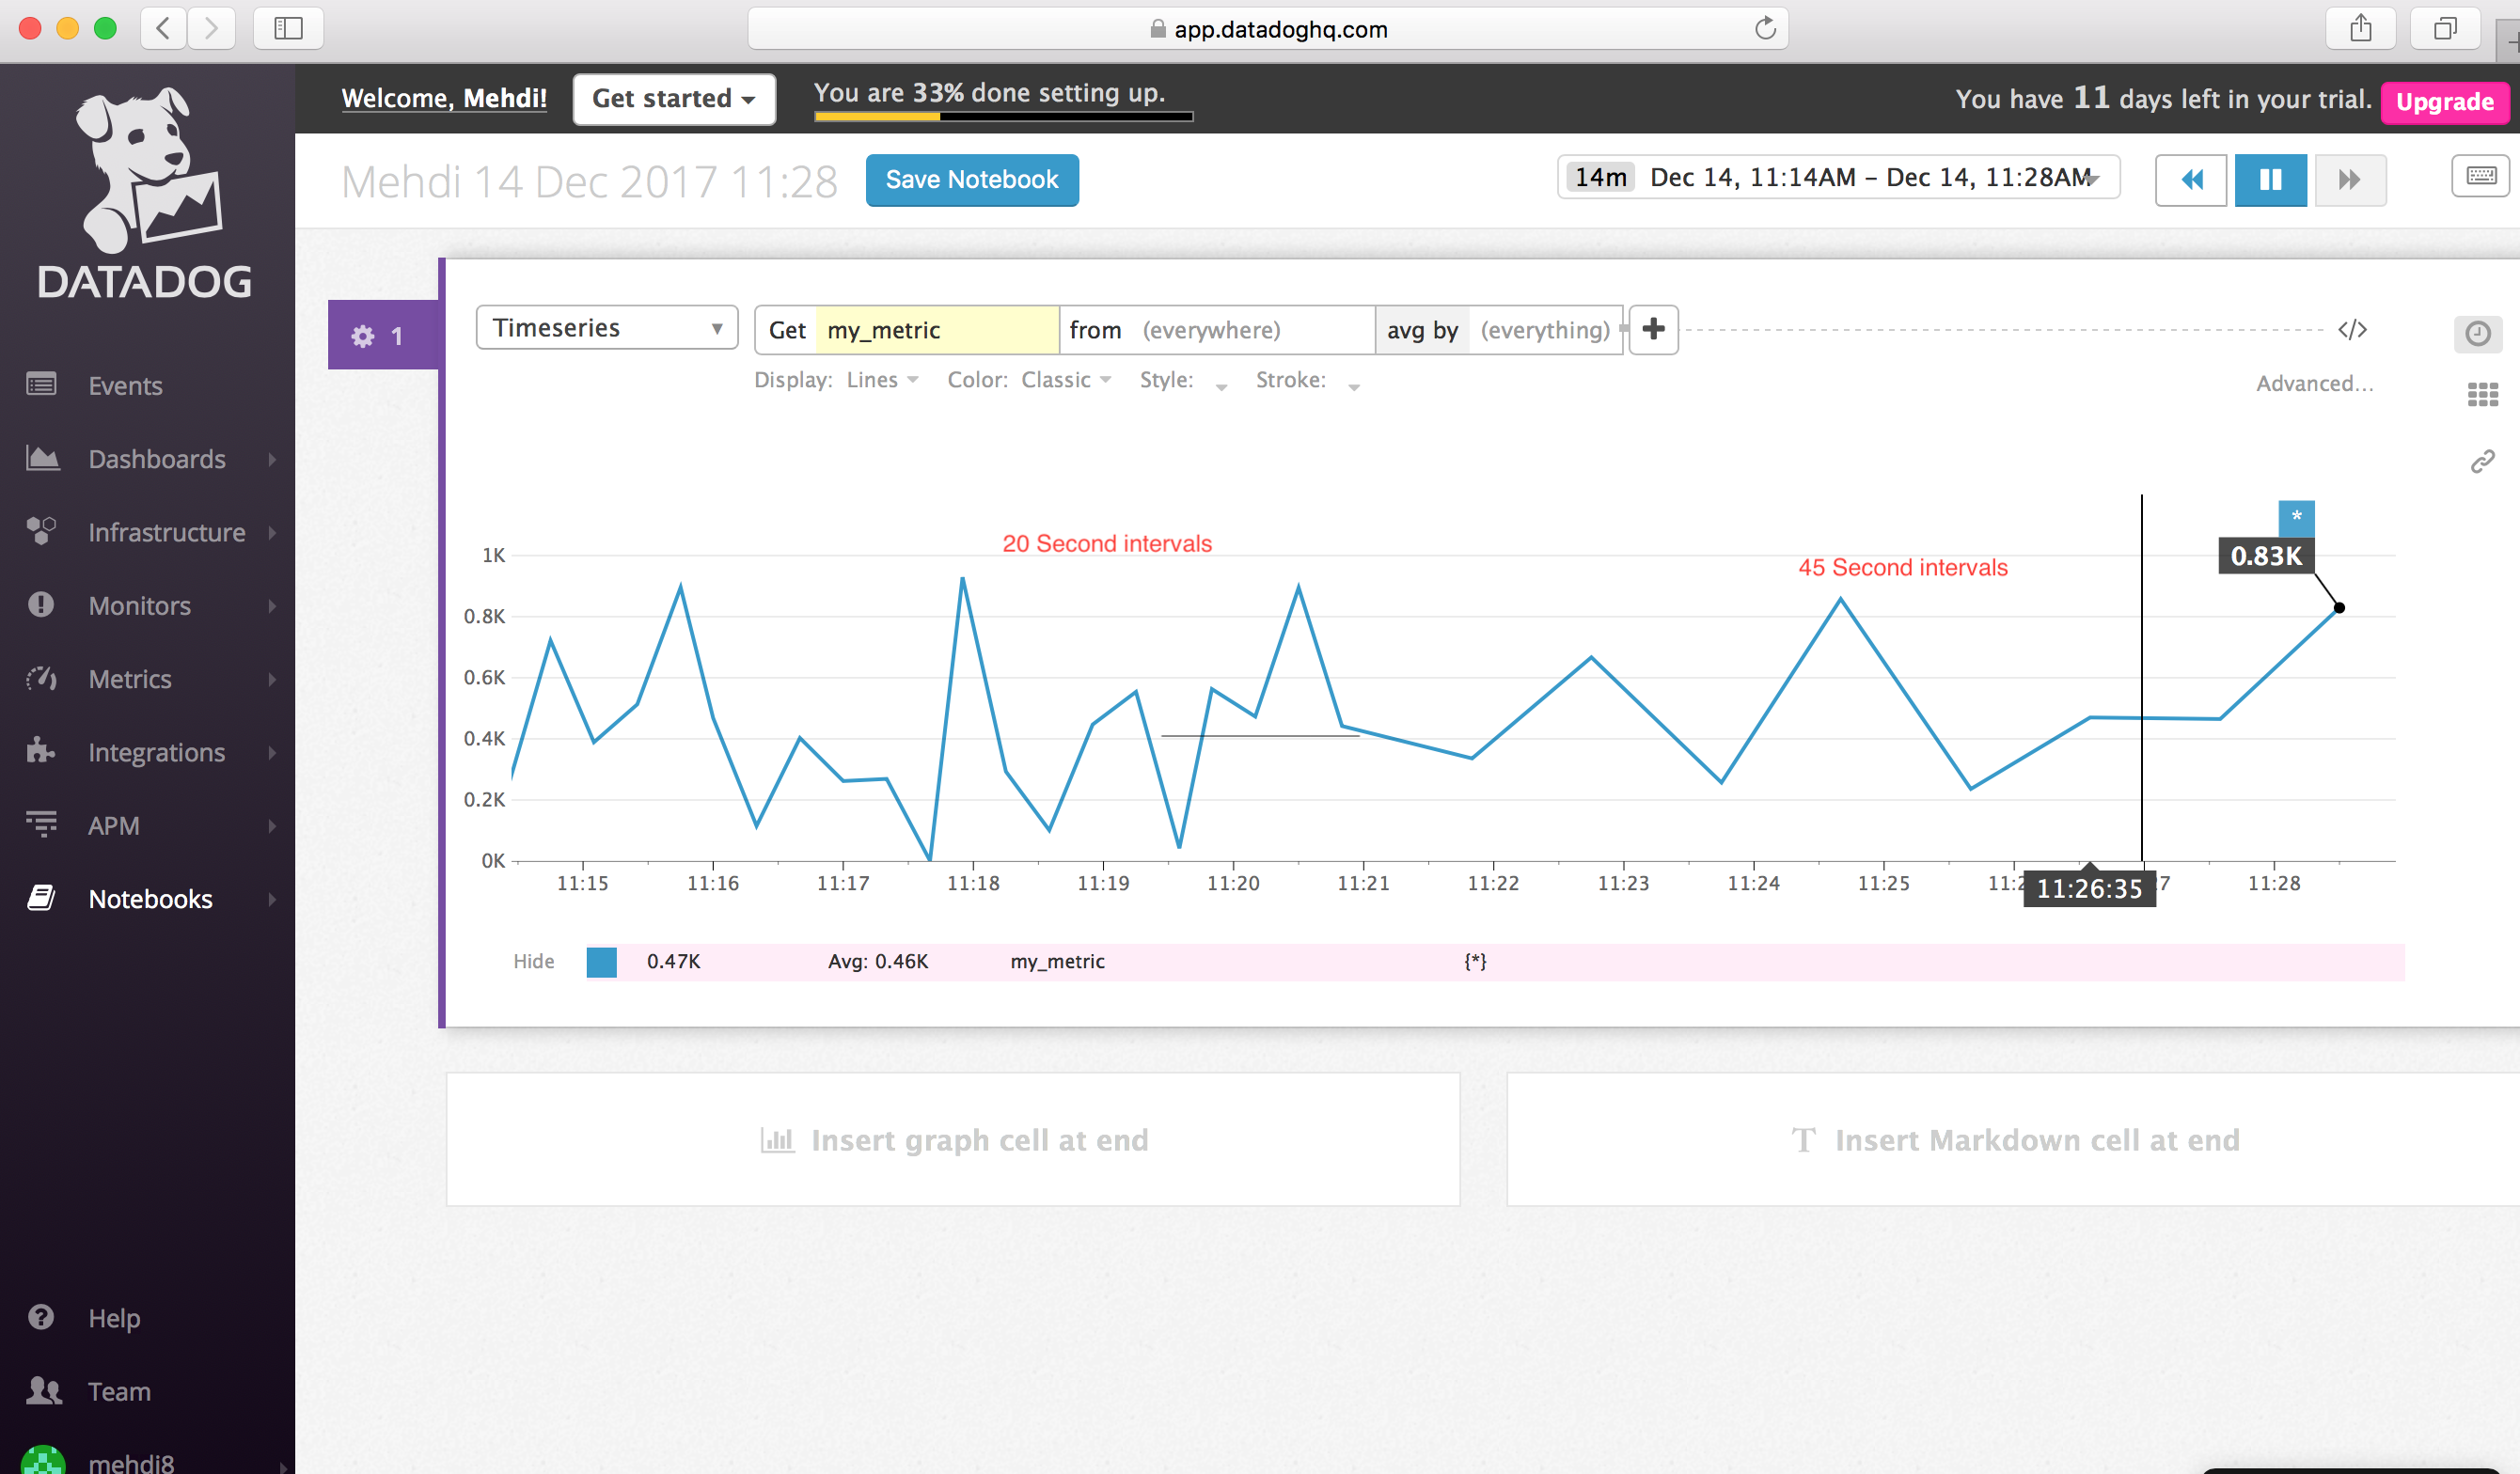 app.datadoghq.com
Welcome, Mehdi!
Get started
You are 33% done setting up.
You have 11 days left in your trial.
Upgrade
DATADOG
Mehdi 14 Dec 2017 11:28
Save Notebook
14m Dec 14, 11:14AM – Dec 14, 11:28AM
1
Timeseries
Get my_metric from (everywhere) avg by (everything)
Display: Lines Color: Classic Style: Stroke:
Advanced...
Events
Dashboards
Infrastructure
Monitors
Metrics
Integrations
APM
Notebooks
Help
Team
mehdi8
20 Second intervals
45 Second intervals
*
0.83K
1K
0.8K
0.6K
0.4K
0.2K
0K
11:15 11:16 11:17 11:18 11:19 11:20 11:21 11:22 11:23 11:24 11:25 11:26:35 11:28
Hide 0.47K Avg: 0.46K my_metric {*}
Insert graph cell at end
T Insert Markdown cell at end